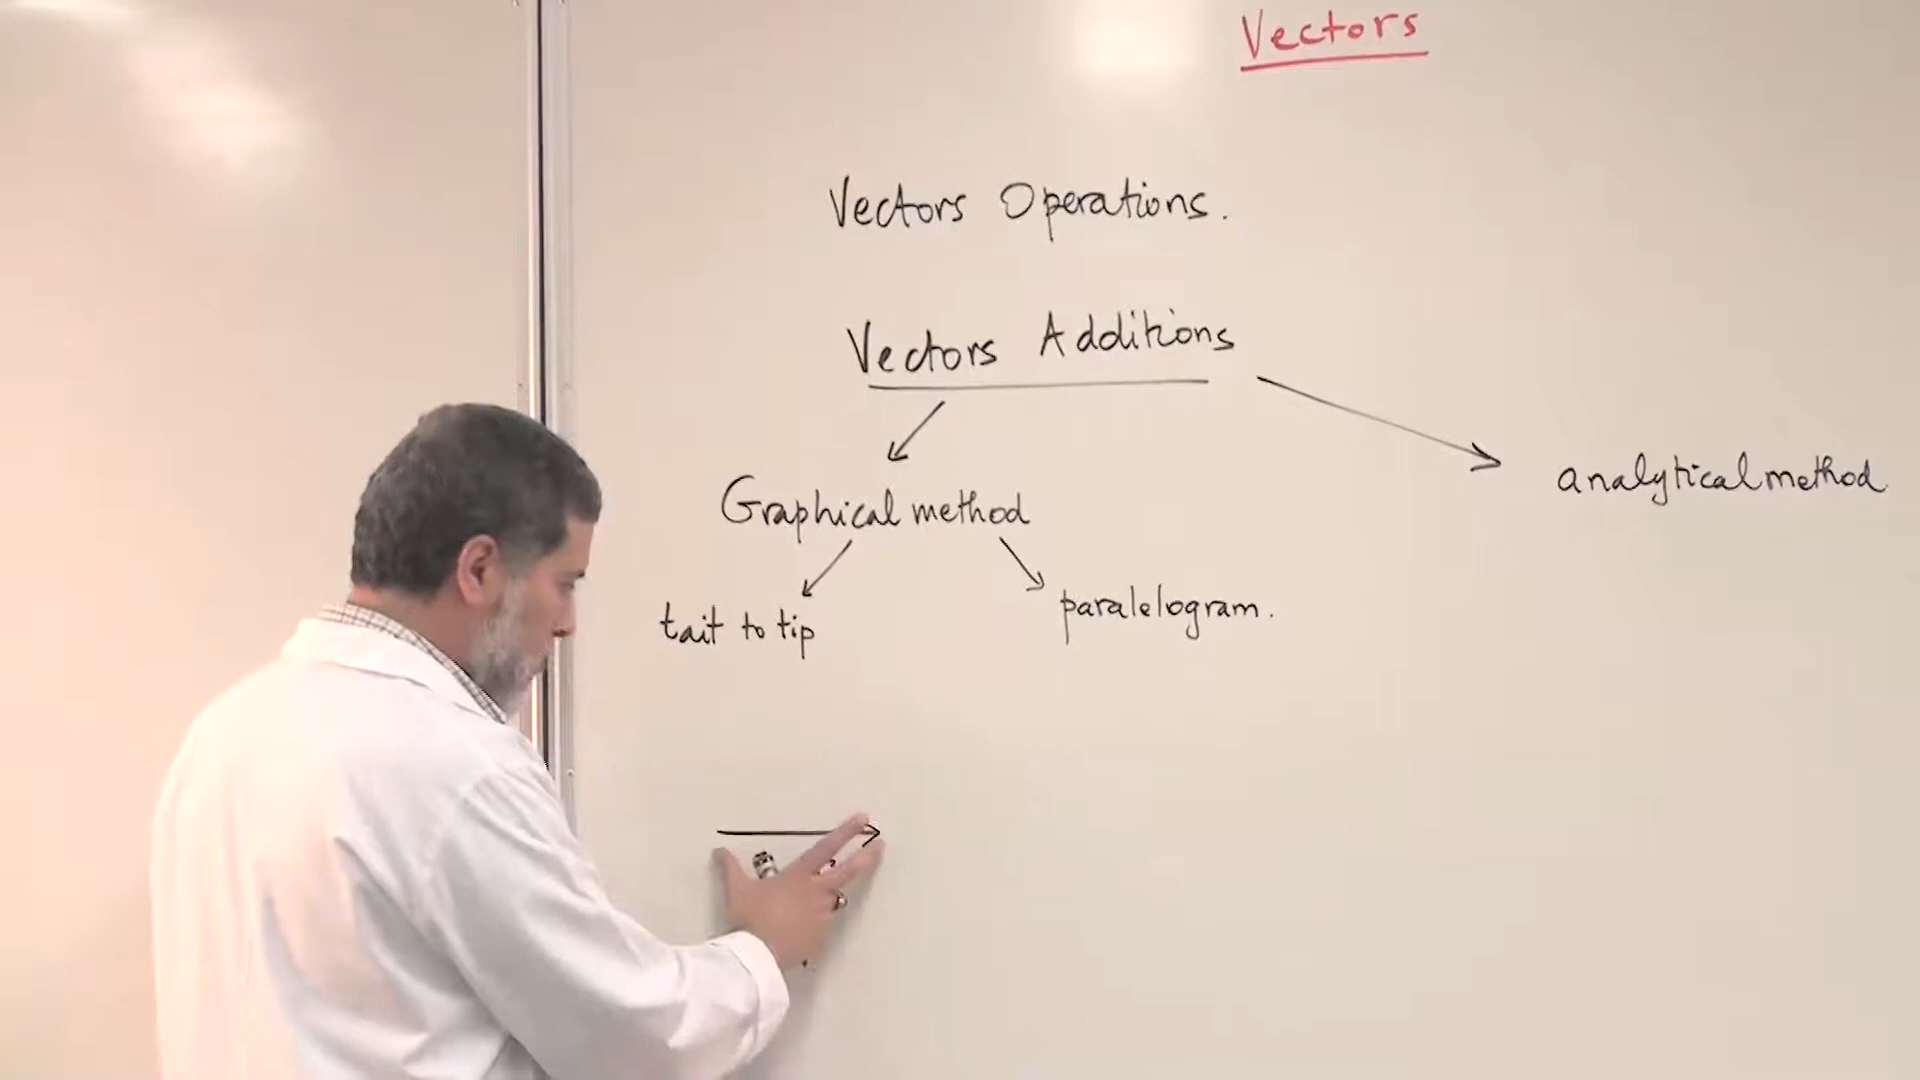 Vectors
Vectors Operations.
Vectors Additions
Graphical method
analytical method
tait to tip
paralelogram.